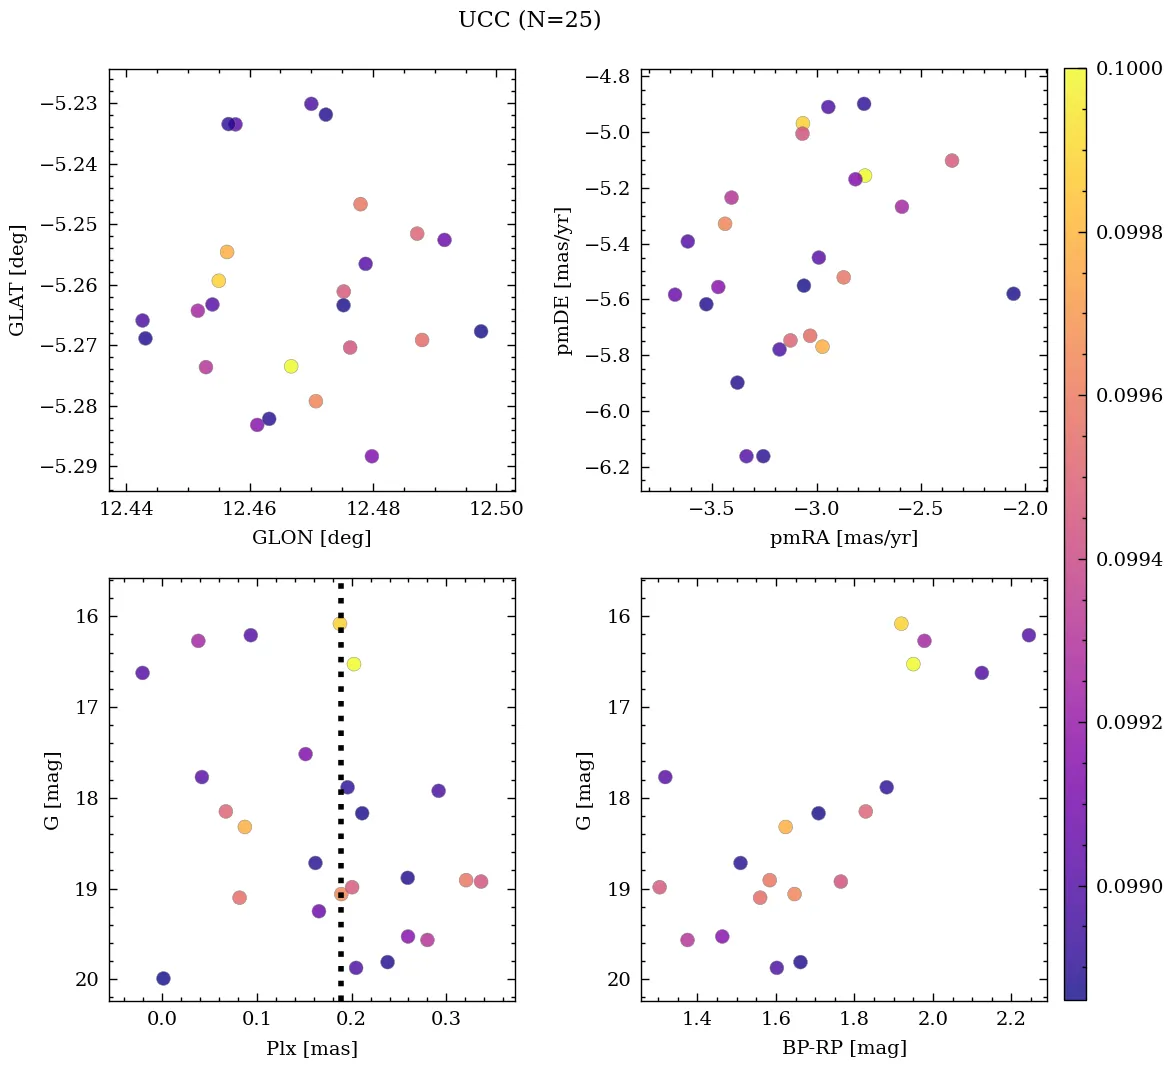 UCC (N=25)
−5.23
−5.24
−5.25
−5.26
−5.27
−5.28
−5.29
GLAT [deg]
12.44 12.46 12.48 12.50
GLON [deg]
−4.8
−5.0
−5.2
−5.4
−5.6
−5.8
−6.0
−6.2
pmDE [mas/yr]
−3.5 −3.0 −2.5 −2.0
pmRA [mas/yr]
16
17
18
19
20
G [mag]
0.0 0.1 0.2 0.3
Plx [mas]
16
17
18
19
20
G [mag]
1.4 1.6 1.8 2.0 2.2
BP-RP [mag]
0.1000
0.0998
0.0996
0.0994
0.0992
0.0990